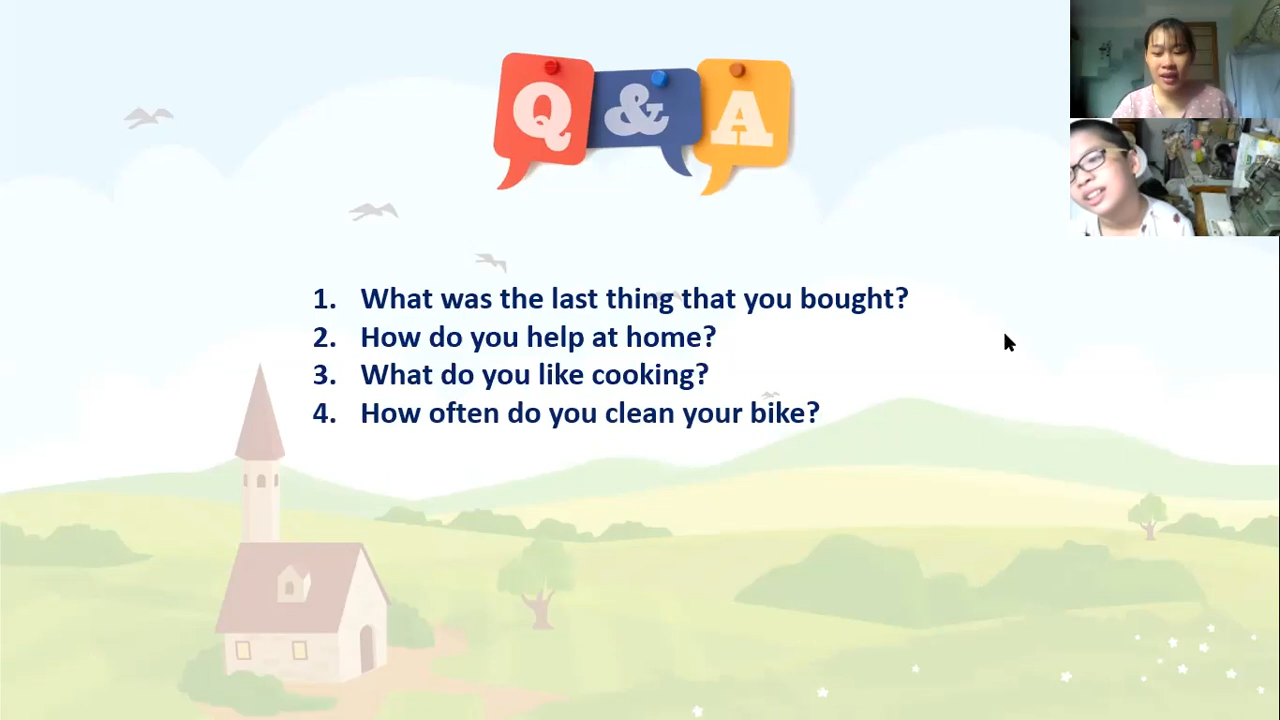 Q & A
1. What was the last thing that you bought?
2. How do you help at home?
3. What do you like cooking?
4. How often do you clean your bike?